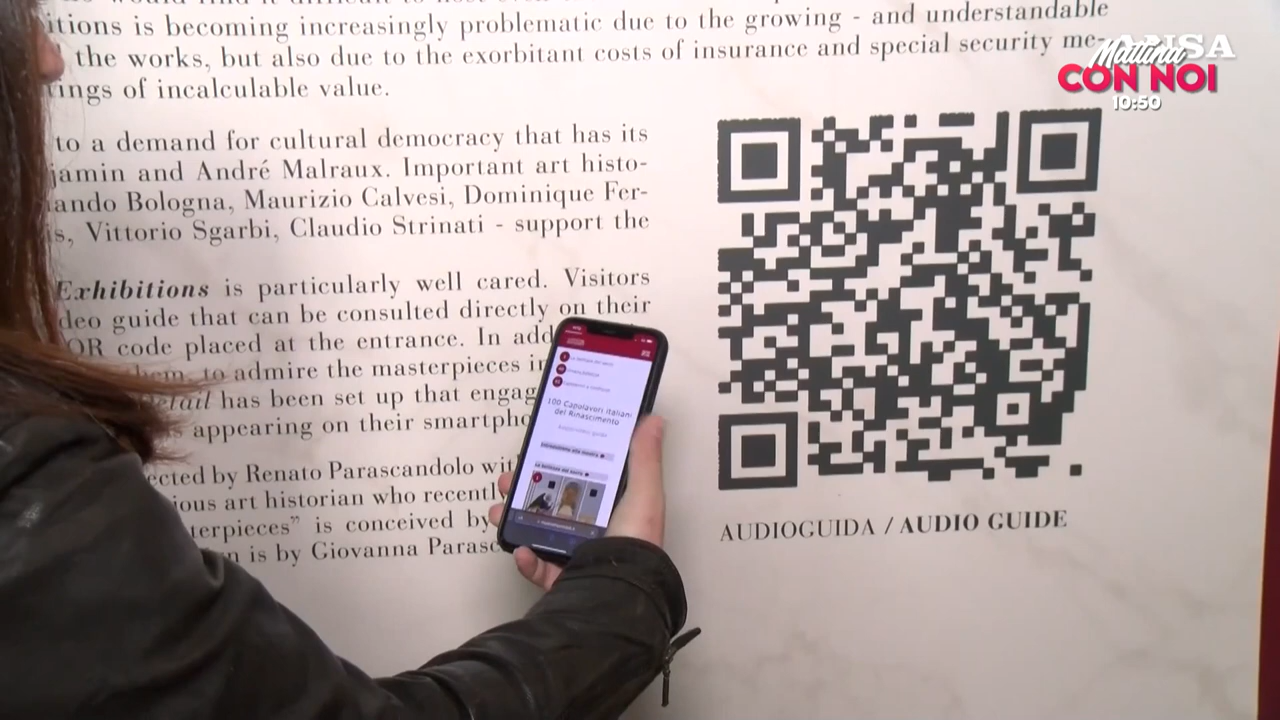 itions is becoming increasingly problematic due to the growing - and understandable
the works, but also due to the exorbitant costs of insurance and special security me-
ings of incalculable value.
to a demand for cultural democracy that has its
jamin and André Malraux. Important art histo-
ando Bologna, Maurizio Calvesi, Dominique Fer-
s, Vittorio Sgarbi, Claudio Strinati - support the
Exhibitions is particularly well cared. Visitors
deo guide that can be consulted directly on their
QR code placed at the entrance. In add
them, to admire the masterpieces in
etail has been set up that engag
s appearing on their smartpho
ected by Renato Parascandolo wit
ious art historian who recently
terpieces” is conceived by
n is by Giovanna Parasc
100 Capolavori italiani
del Rinascimento
AUDIOGUIDA / AUDIO GUIDE
ANSA
Mattina
CON NOI
10:50